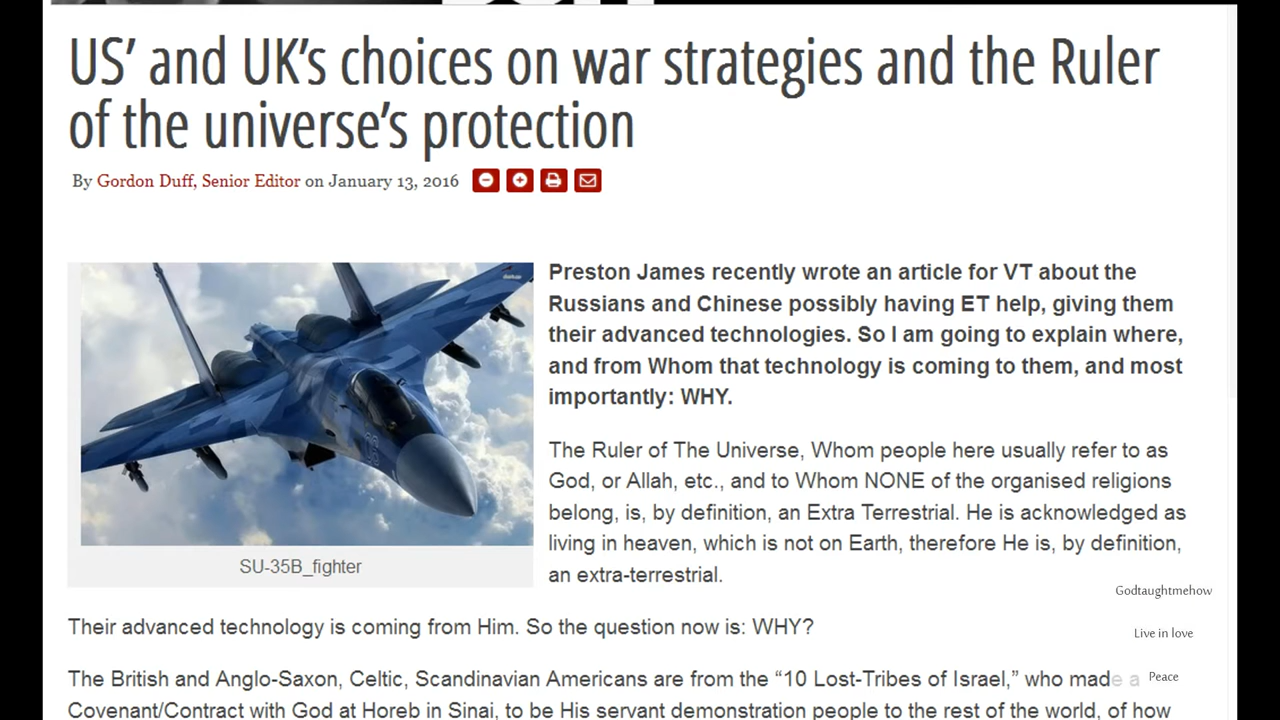 US' and UK's choices on war strategies and the Ruler
of the universe's protection
By Gordon Duff, Senior Editor on January 13, 2016
Preston James recently wrote an article for VT about the
Russians and Chinese possibly having ET help, giving them
their advanced technologies. So I am going to explain where,
and from Whom that technology is coming to them, and most
importantly: WHY.
The Ruler of The Universe, Whom people here usually refer to as
God, or Allah, etc., and to Whom NONE of the organised religions
belong, is, by definition, an Extra Terrestrial. He is acknowledged as
living in heaven, which is not on Earth, therefore He is, by definition,
an extra-terrestrial.
SU-35B_fighter
Godtaughtmehow
Their advanced technology is coming from Him. So the question now is: WHY?
Live in love
The British and Anglo-Saxon, Celtic, Scandinavian Americans are from the “10 Lost-Tribes of Israel,” who made a
Peace
Covenant/Contract with God at Horeb in Sinai, to be His servant demonstration people to the rest of the world, of how